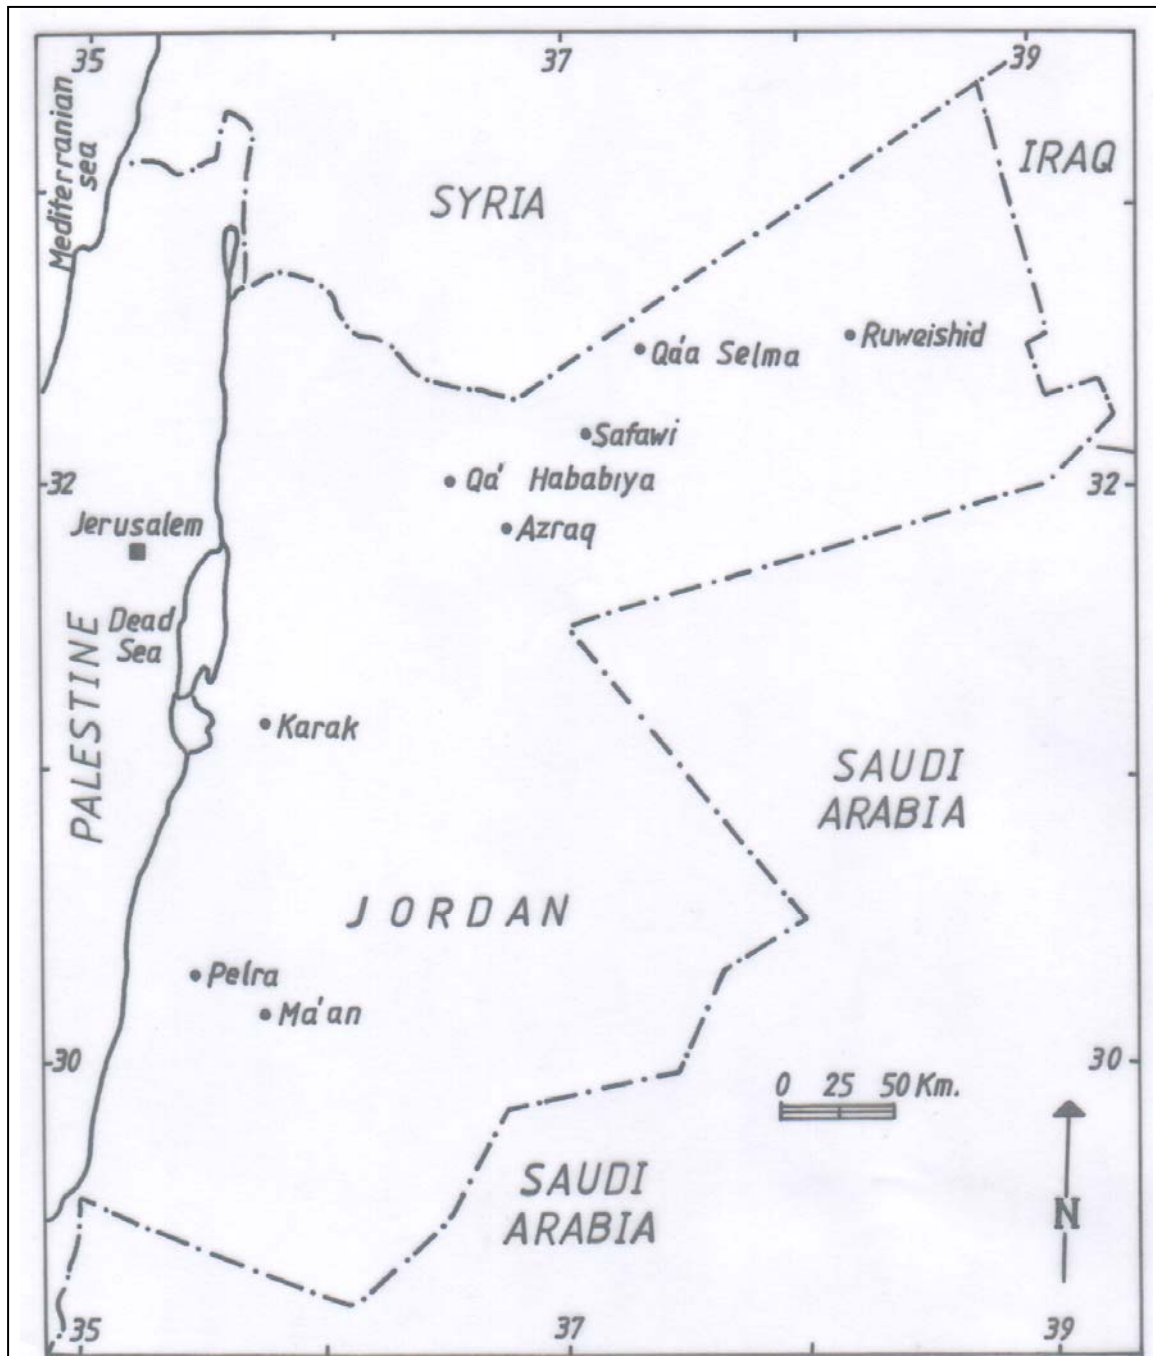 35
37
39
Mediterranian
sea
IRAQ
SYRIA
Qa'a Selma
Ruweishid
Safawi
Qa' Hababiya
32
32
Jerusalem
Azraq
Dead
Sea
PALESTINE
Karak
SAUDI
ARABIA
JORDAN
Pelra
Ma'an
30
30
0 25 50 Km.
SAUDI
ARABIA
N
35
37
39